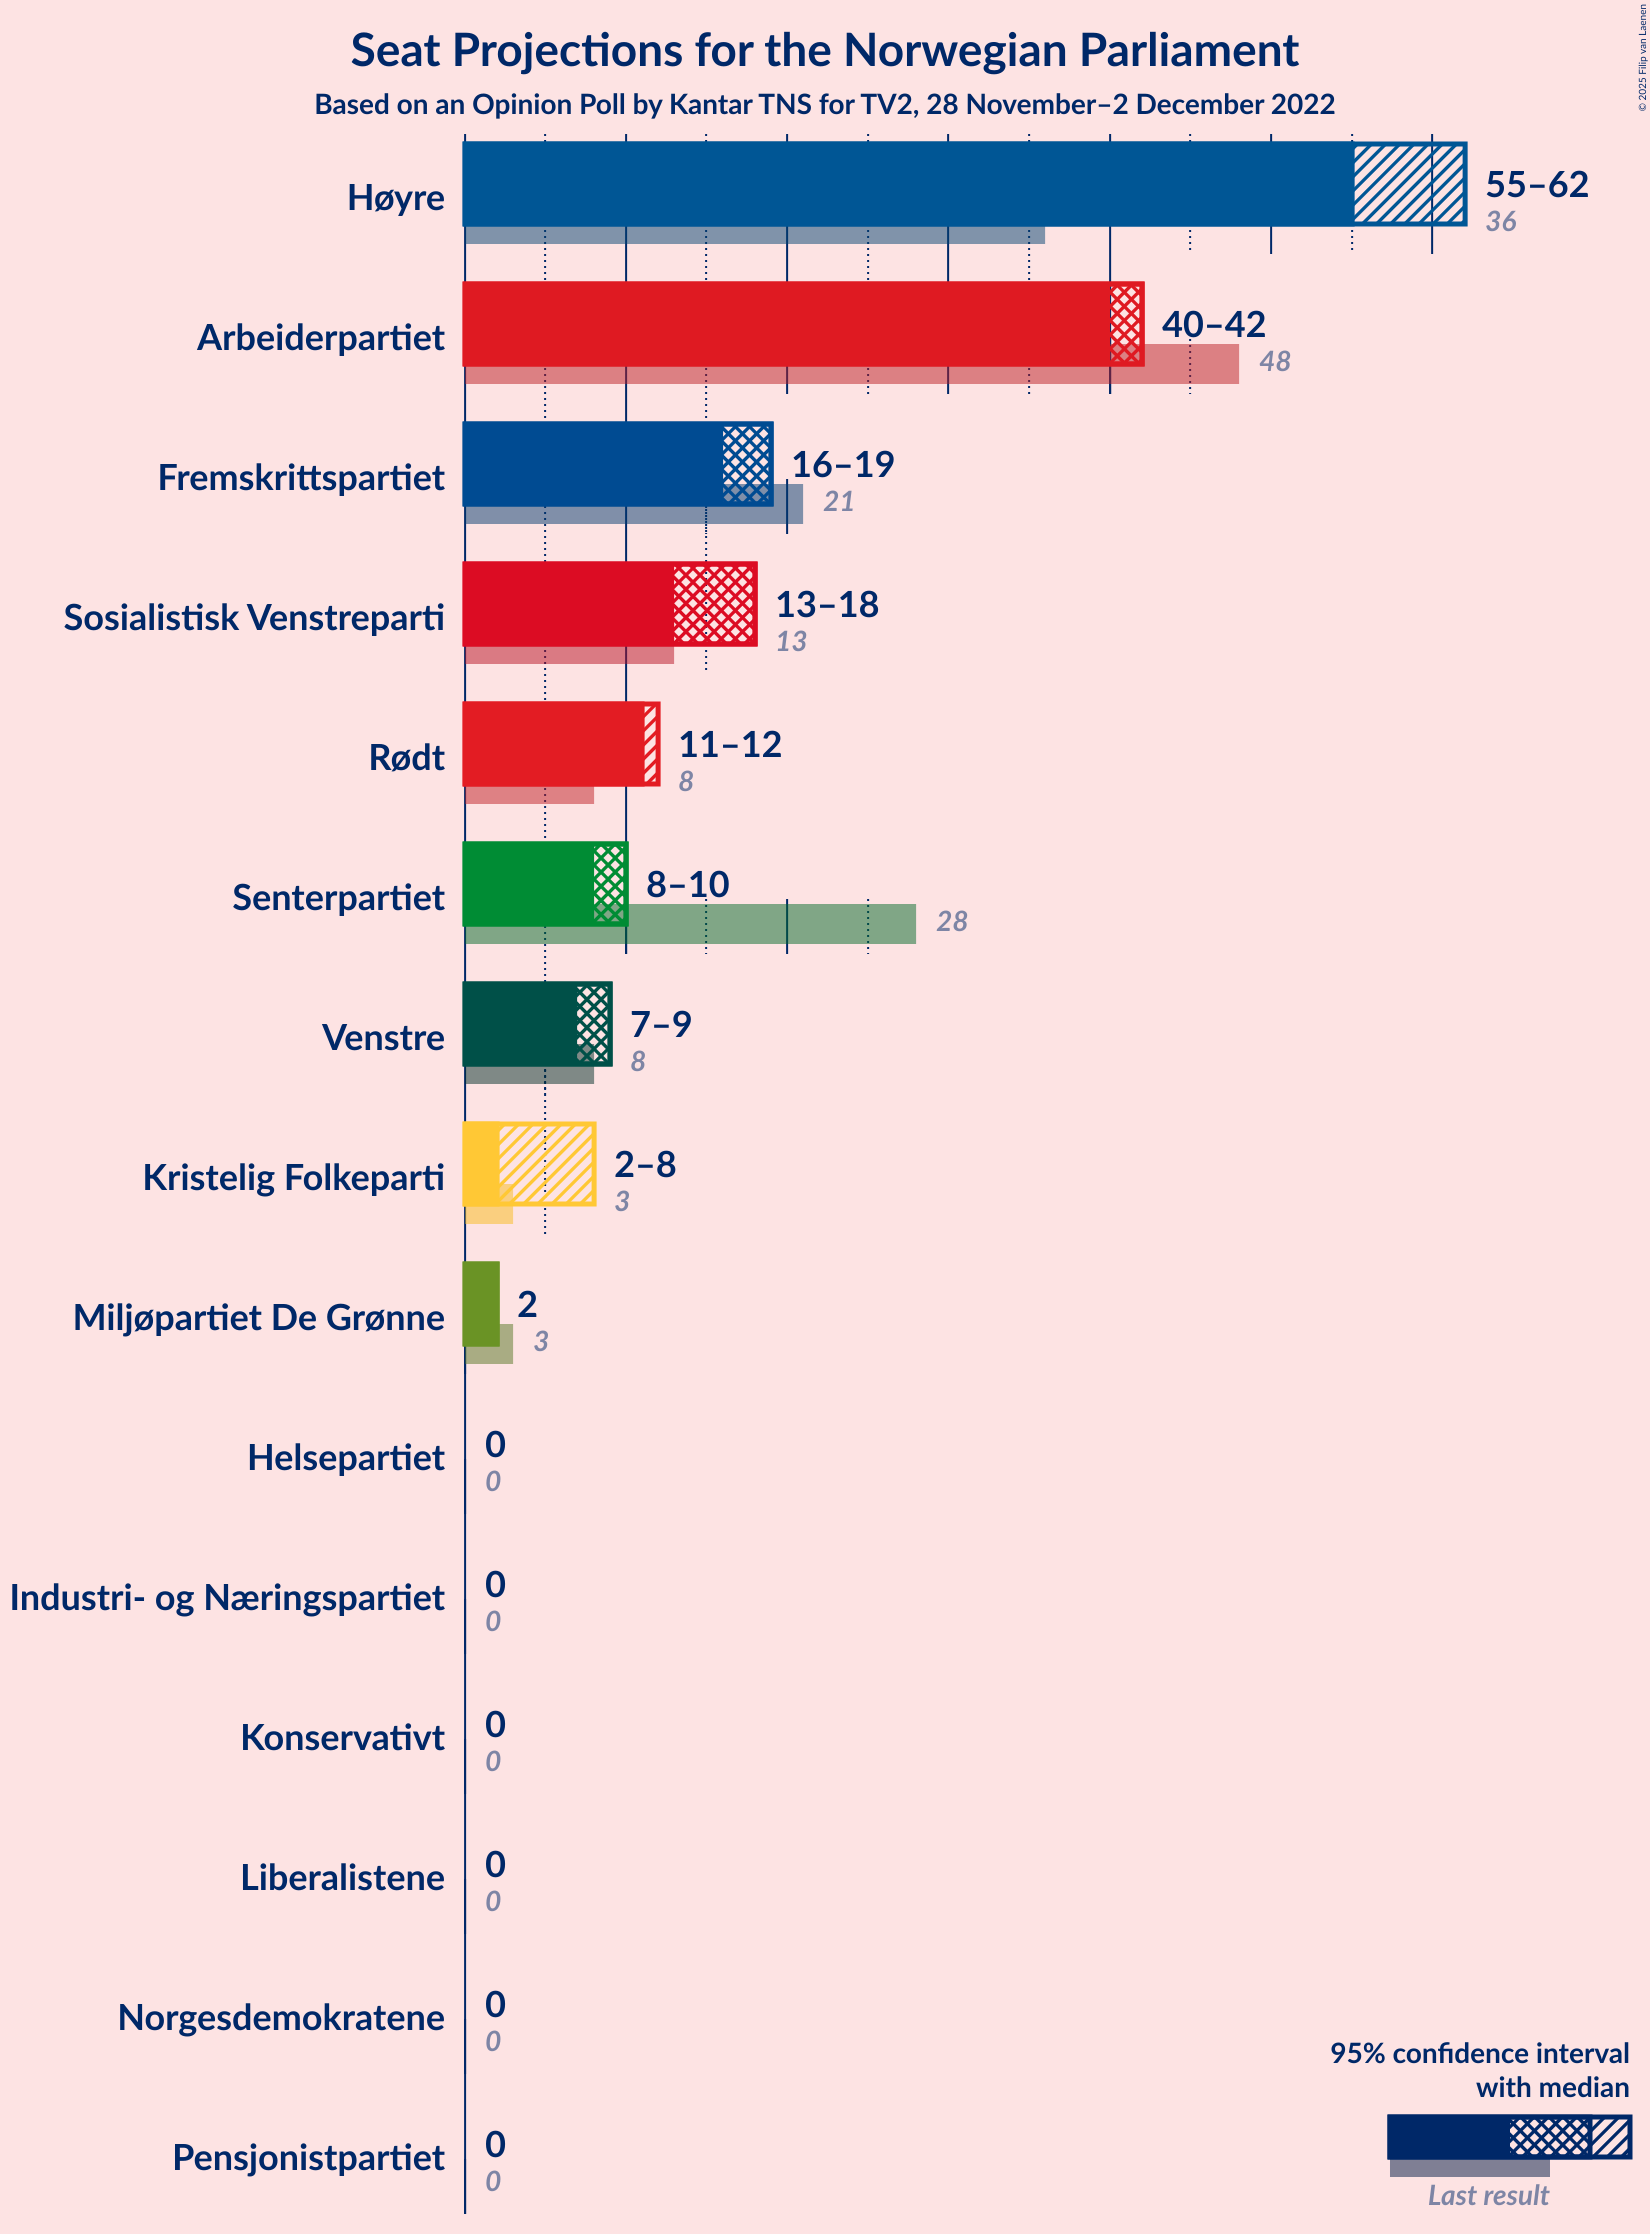 Seat Projections for the Norwegian Parliament
Based on an Opinion Poll by Kantar TNS for TV2, 28 November–2 December 2022
© 2025 Filip van Laenen
Høyre
55–62
36
Arbeiderpartiet
40–42
48
Fremskrittspartiet
16–19
21
Sosialistisk Venstreparti
13–18
13
Rødt
11–12
8
Senterpartiet
8–10
28
Venstre
7–9
8
Kristelig Folkeparti
2–8
3
Miljøpartiet De Grønne
2
3
Helsepartiet
0
0
Industri- og Næringspartiet
0
0
Konservativt
0
0
Liberalistene
0
0
Norgesdemokratene
0
0
Pensjonistpartiet
0
0
95% confidence interval
with median
Last result